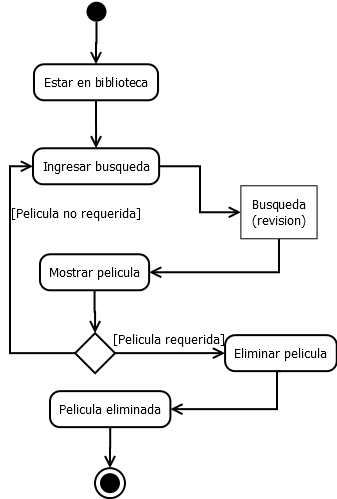 Estar en biblioteca
Ingresar busqueda
Busqueda
(revision)
[Pelicula no requerida]
Mostrar pelicula
[Pelicula requerida]
Eliminar pelicula
Pelicula eliminada